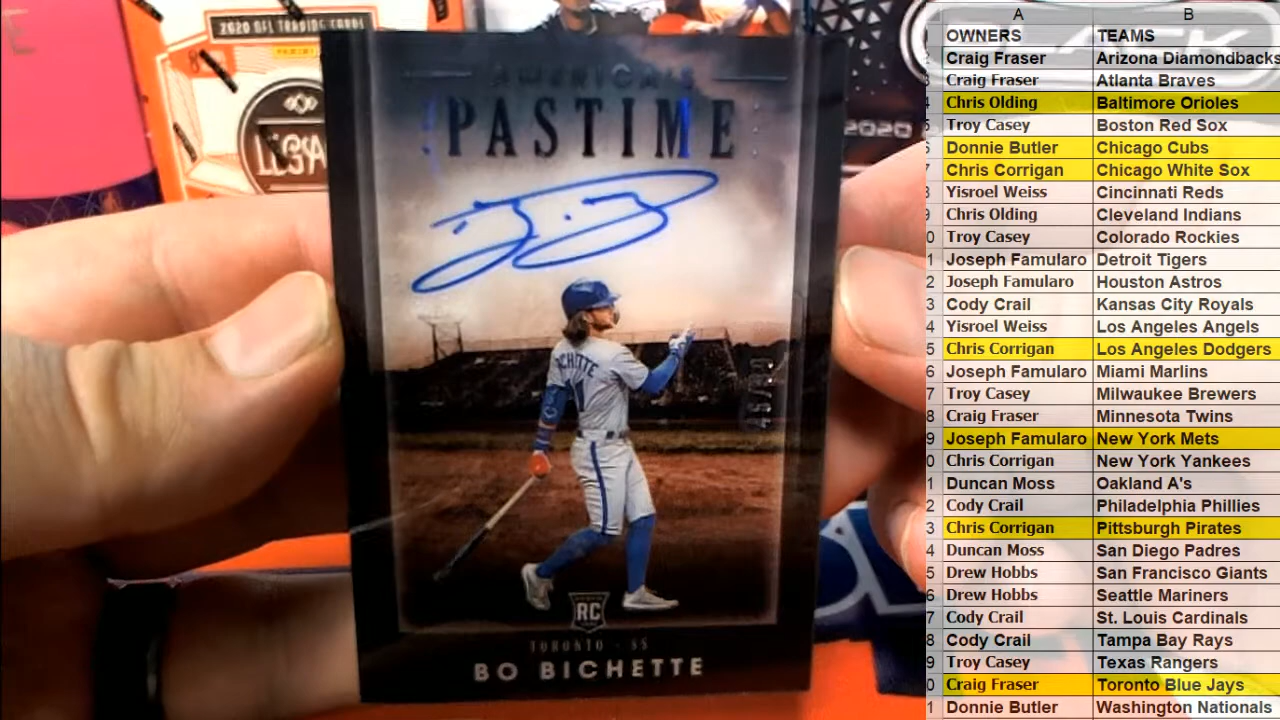 2020 NFL TRADING CARDS
AMERICA'S
PASTIME
BICHETTE
RC
TORONTO - SS
BO BICHETTE
2020
BLACK
A B
OWNERS TEAMS
Craig Fraser Arizona Diamondbacks
Craig Fraser Atlanta Braves
Chris Olding Baltimore Orioles
Troy Casey Boston Red Sox
Donnie Butler Chicago Cubs
Chris Corrigan Chicago White Sox
Yisroel Weiss Cincinnati Reds
Chris Olding Cleveland Indians
Troy Casey Colorado Rockies
Joseph Famularo Detroit Tigers
Joseph Famularo Houston Astros
Cody Crail Kansas City Royals
Yisroel Weiss Los Angeles Angels
Chris Corrigan Los Angeles Dodgers
Joseph Famularo Miami Marlins
Troy Casey Milwaukee Brewers
Craig Fraser Minnesota Twins
Joseph Famularo New York Mets
Chris Corrigan New York Yankees
Duncan Moss Oakland A's
Cody Crail Philadelphia Phillies
Chris Corrigan Pittsburgh Pirates
Duncan Moss San Diego Padres
Drew Hobbs San Francisco Giants
Drew Hobbs Seattle Mariners
Cody Crail St. Louis Cardinals
Cody Crail Tampa Bay Rays
Troy Casey Texas Rangers
Craig Fraser Toronto Blue Jays
Donnie Butler Washington Nationals